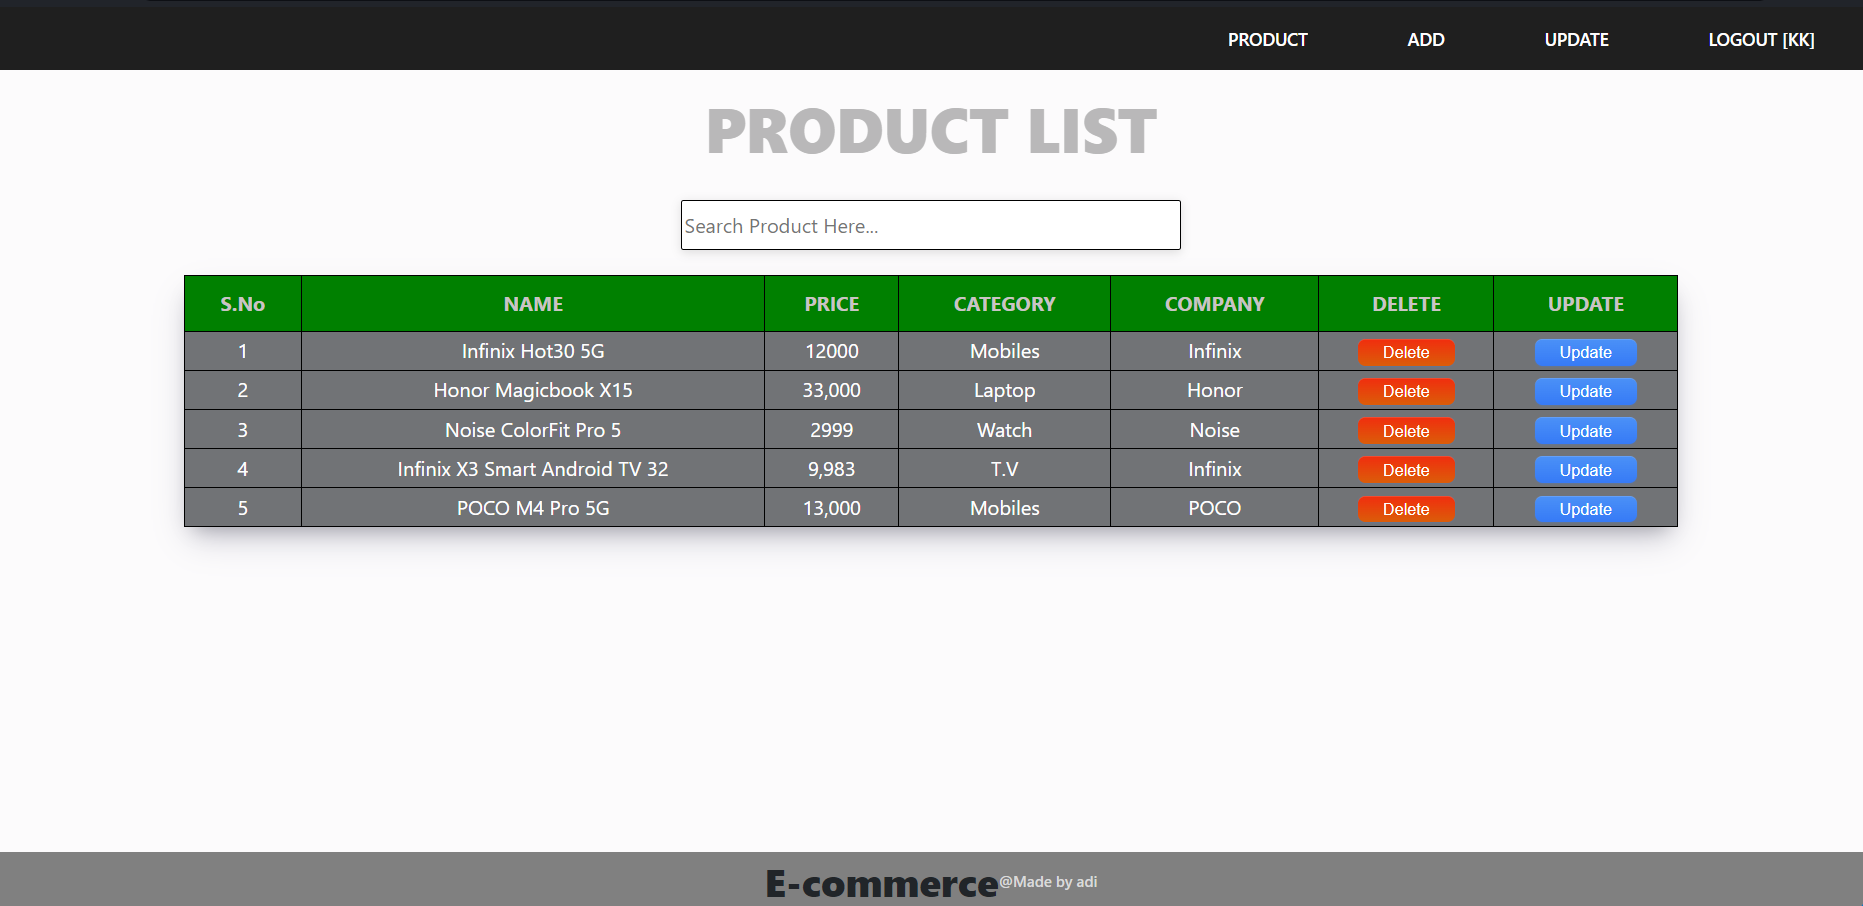 PRODUCT ADD UPDATE LOGOUT [KK]
PRODUCT LIST
Search Product Here...
S.No NAME PRICE CATEGORY COMPANY DELETE UPDATE
1 Infinix Hot30 5G 12000 Mobiles Infinix Delete Update
2 Honor Magicbook X15 33,000 Laptop Honor Delete Update
3 Noise ColorFit Pro 5 2999 Watch Noise Delete Update
4 Infinix X3 Smart Android TV 32 9,983 T.V Infinix Delete Update
5 POCO M4 Pro 5G 13,000 Mobiles POCO Delete Update
E-commerce@Made by adi